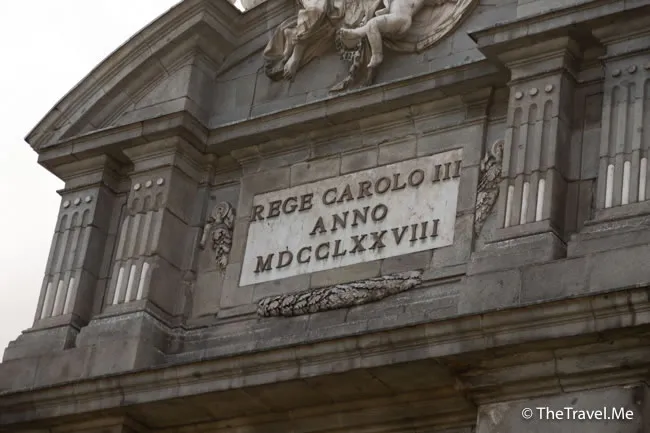 REGE CAROLO III
ANNO
MDCCLXXVIII
© TheTravel.Me